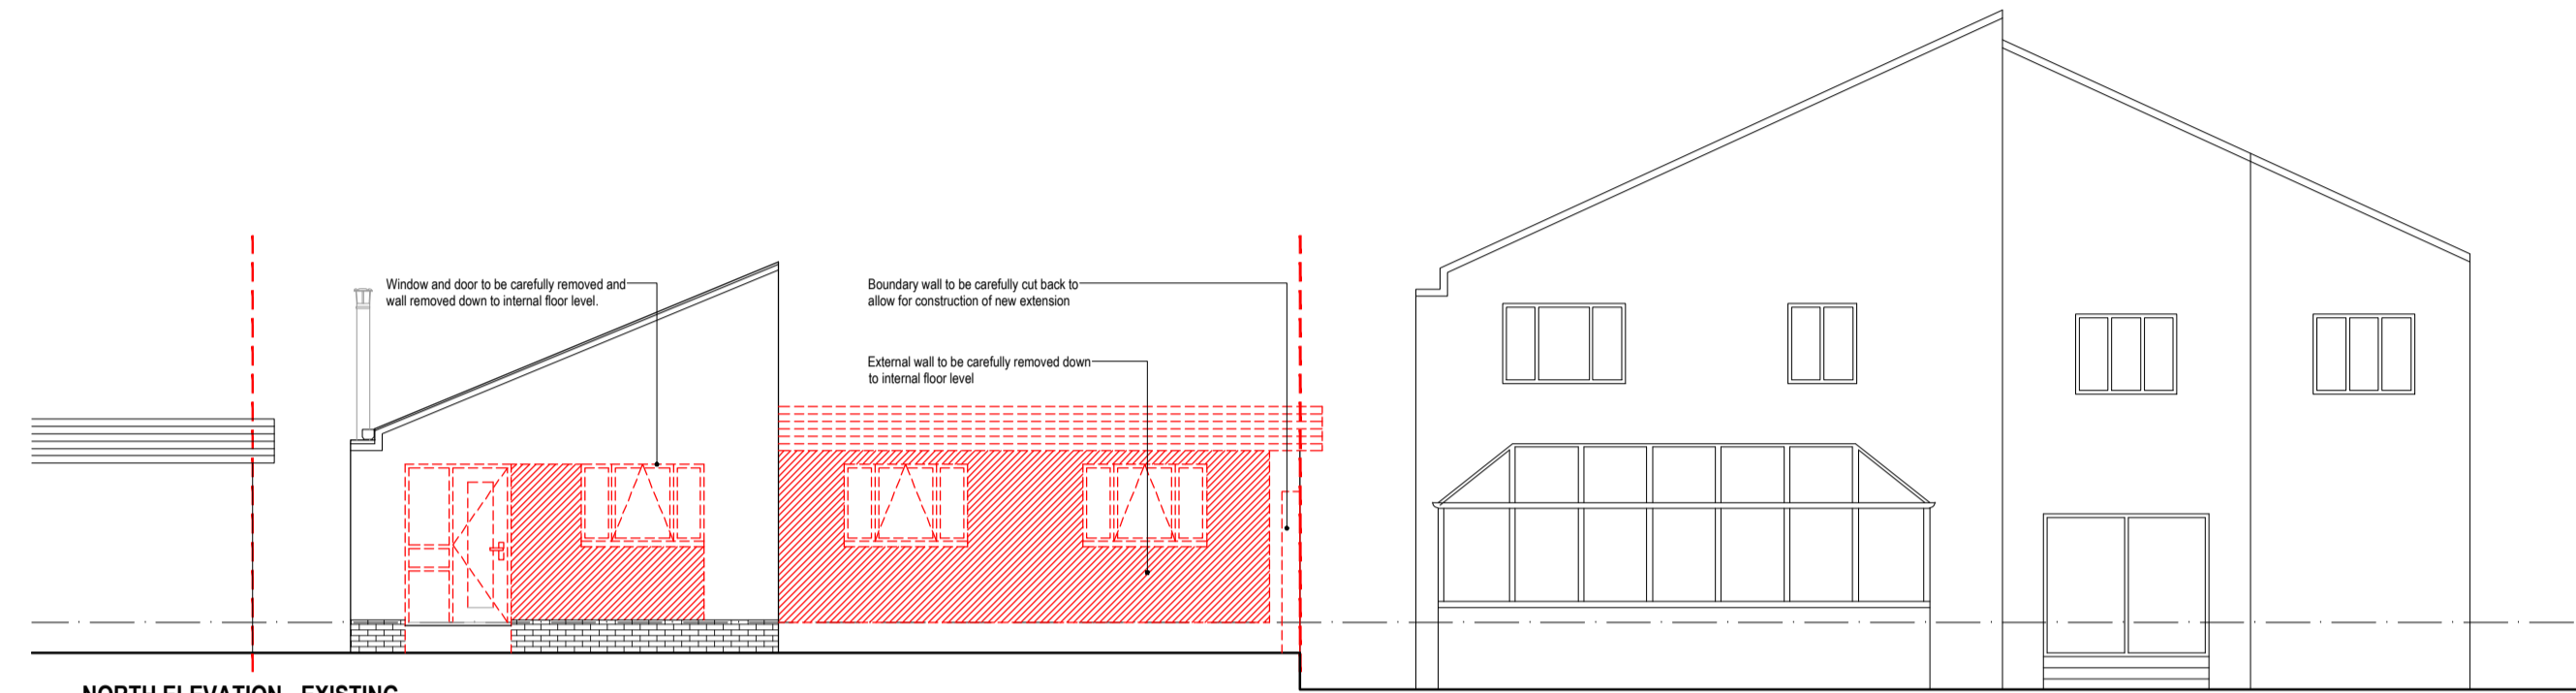 Window and door to be carefully removed and
wall removed down to internal floor level.
Boundary wall to be carefully cut back to
allow for construction of new extension
External wall to be carefully removed down
to internal floor level
NORTH ELEVATION - EXISTING